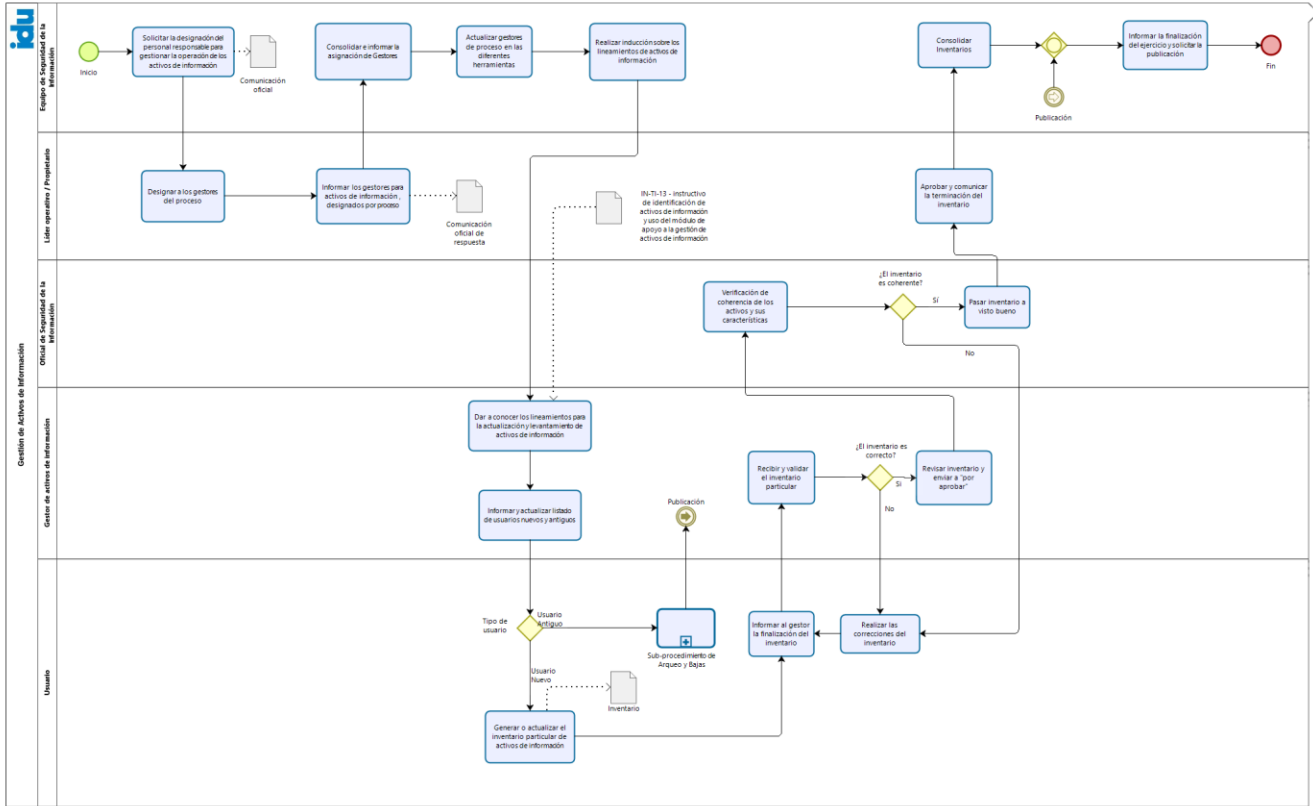 idu
Gestión de Activos de Información
Equipo de Seguridad de la
Información
Inicio
Solicitar la designación del
personal responsable para
gestionar la operación de los
activos de información
Comunicación
oficial
Consolidar e informar la
asignación de Gestores
Actualizar gestores
de proceso en las
diferentes
herramientas
Realizar inducción sobre los
lineamientos de activos de
información
Consolidar
Inventarios
Publicación
Informar la finalización
del ejercicio y solicitar la
publicación
Fin
Líder operativo / Propietario
Designar a los gestores
del proceso
Informar los gestores para
activos de información ,
designados por proceso
Comunicación
oficial de
respuesta
IN-TI-13 - instructivo
de identificación de
activos de información
y uso del módulo de
apoyo a la gestión de
activos de información
Aprobar y comunicar
la terminación del
inventario
Oficial de Seguridad de la
Información
Verificación de
coherencia de los
activos y sus
características
¿El inventario
es coherente?
Sí
No
Pasar inventario a
visto bueno
Gestor de activos de información
Dar a conocer los lineamientos para
la actualización y levantamiento de
activos de información
Informar y actualizar listado
de usuarios nuevos y antiguos
Publicación
Recibir y validar
el inventario
particular
¿El inventario es
correcto?
Si
No
Revisar inventario y
enviar a "por
aprobar"
Usuario
Tipo de
usuario
Usuario
Antiguo
Usuario
Nuevo
Sub-procedimiento de
Arqueo y Bajas
Informar al gestor
la finalización del
inventario
Realizar las
correcciones del
inventario
Inventario
Generar o actualizar el
inventario particular de
activos de información